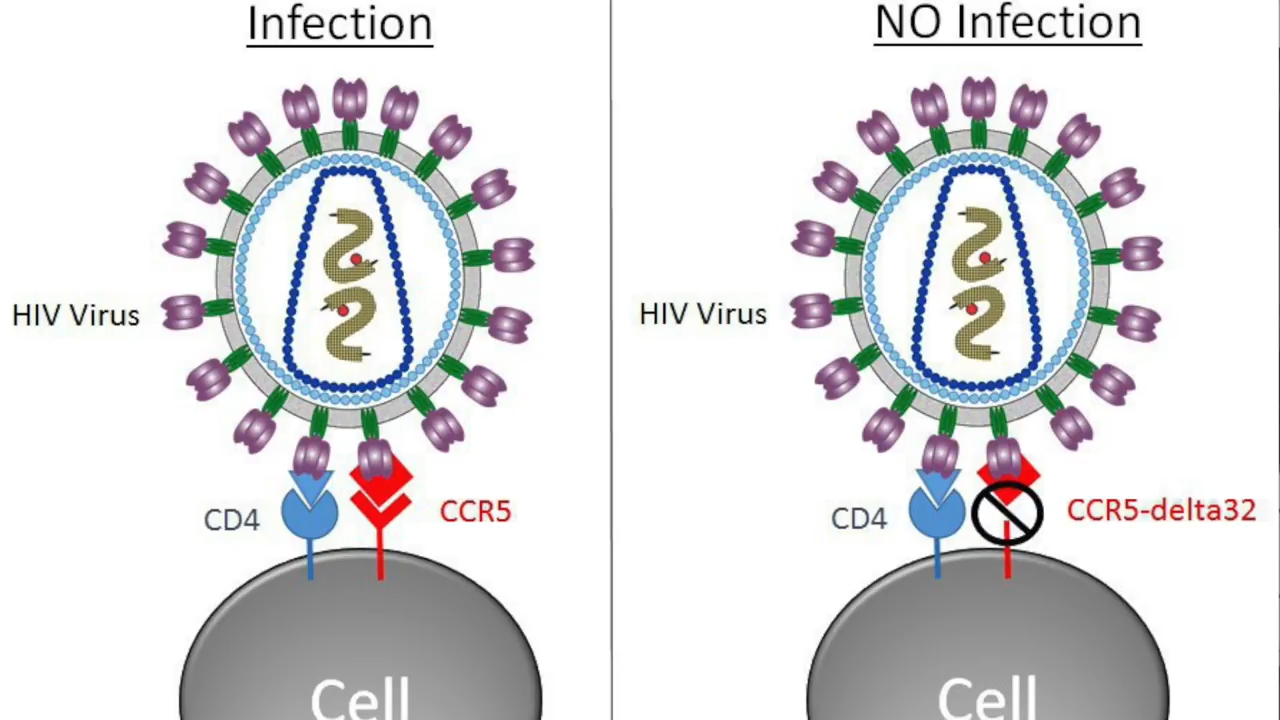 Infection
HIV Virus
CD4
CCR5
Cell
NO Infection
HIV Virus
CD4
CCR5-delta32
Cell